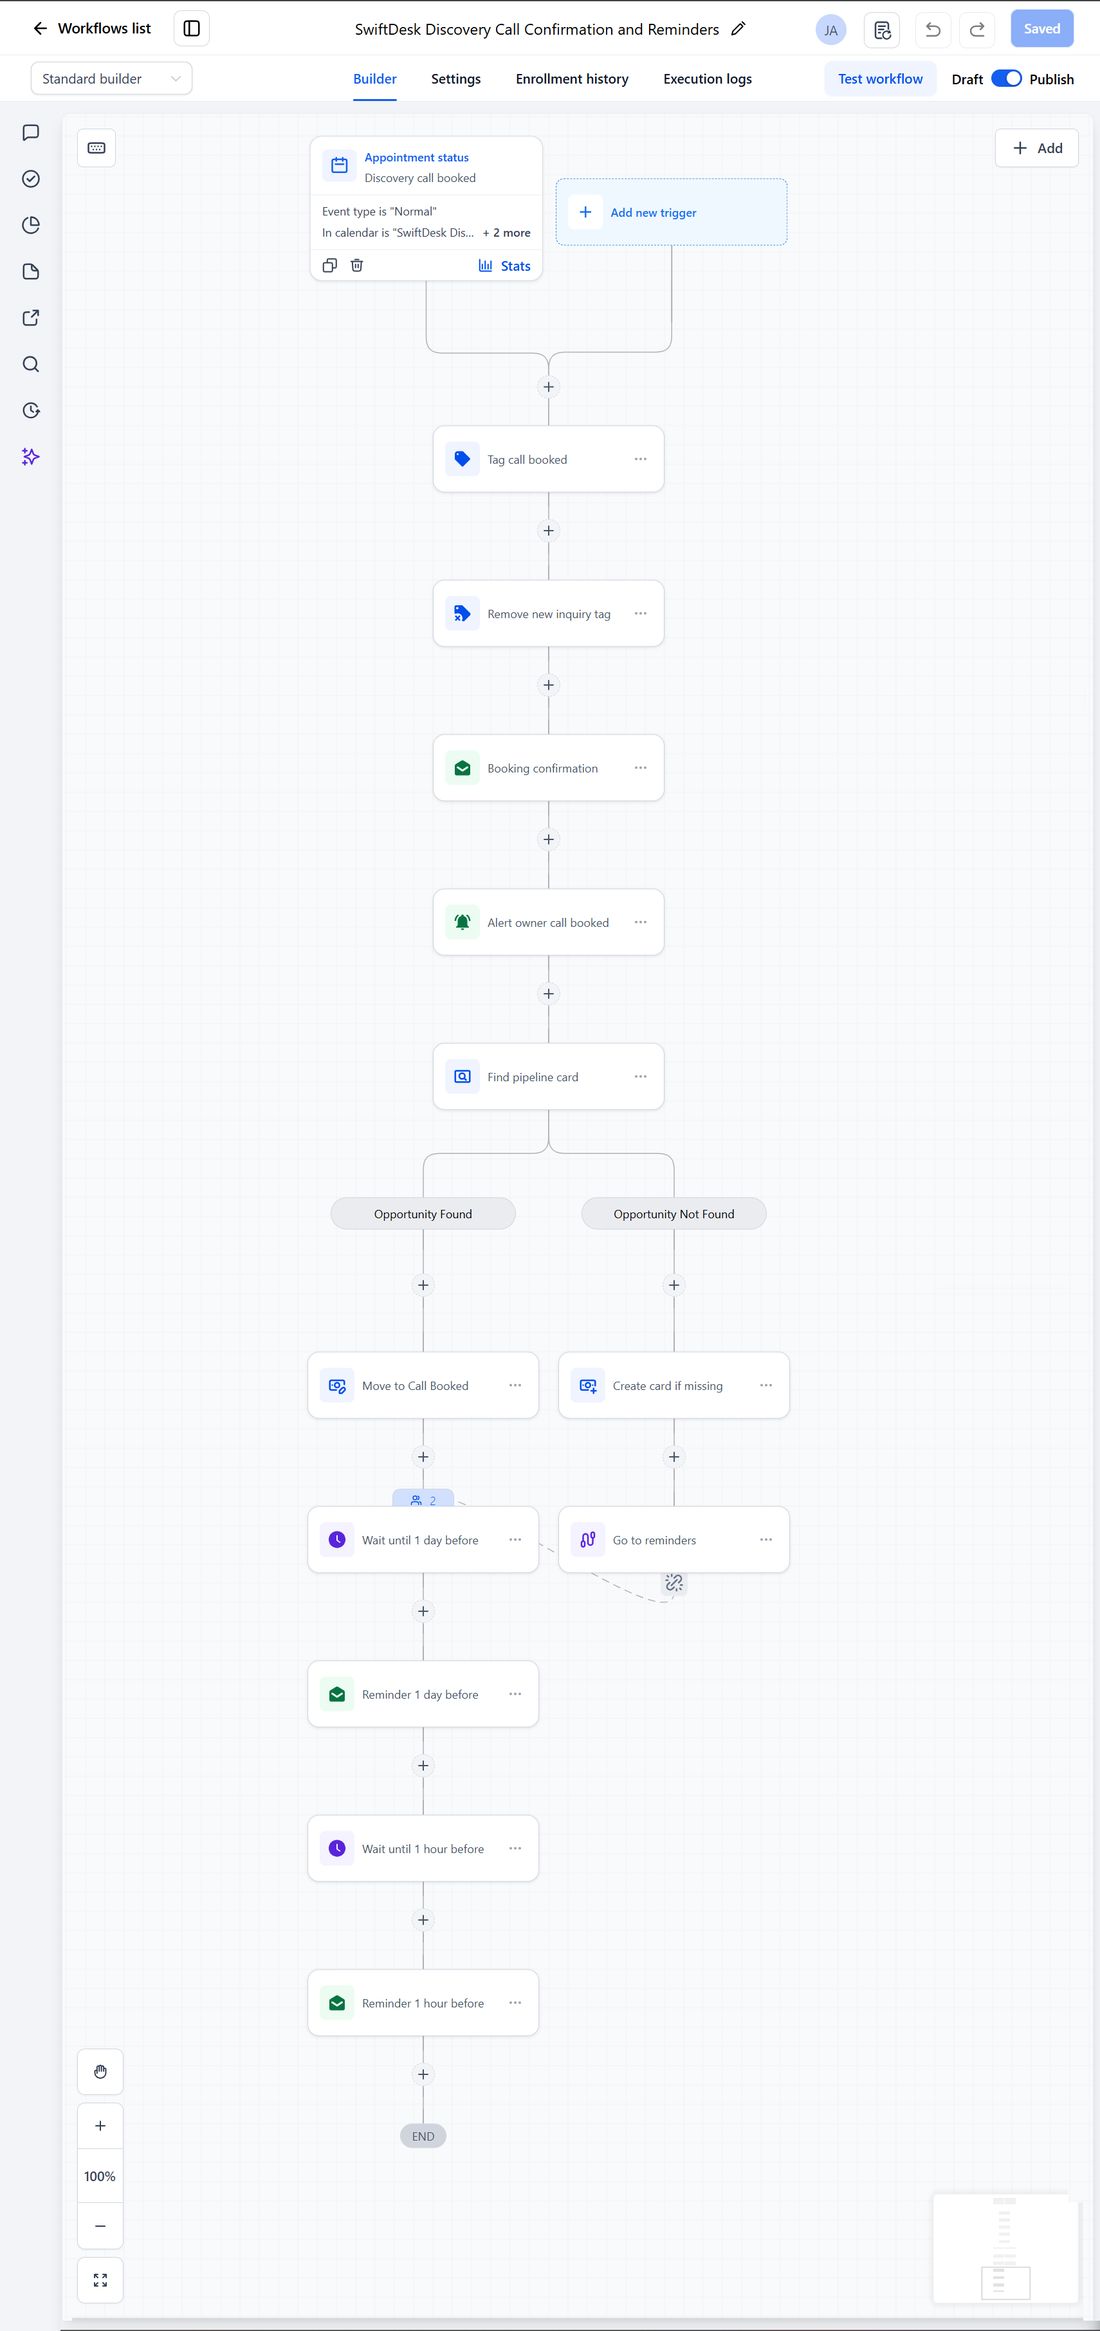 Workflows list
SwiftDesk Discovery Call Confirmation and Reminders
JA
Saved
Standard builder
Builder
Settings
Enrollment history
Execution logs
Test workflow
Draft
Publish
Add
Appointment status
Discovery call booked
Event type is "Normal"
In calendar is "SwiftDesk Dis... + 2 more
Stats
Add new trigger
Tag call booked
Remove new inquiry tag
Booking confirmation
Alert owner call booked
Find pipeline card
Opportunity Found
Opportunity Not Found
Move to Call Booked
Create card if missing
2
Wait until 1 day before
Go to reminders
Reminder 1 day before
Wait until 1 hour before
Reminder 1 hour before
END
100%